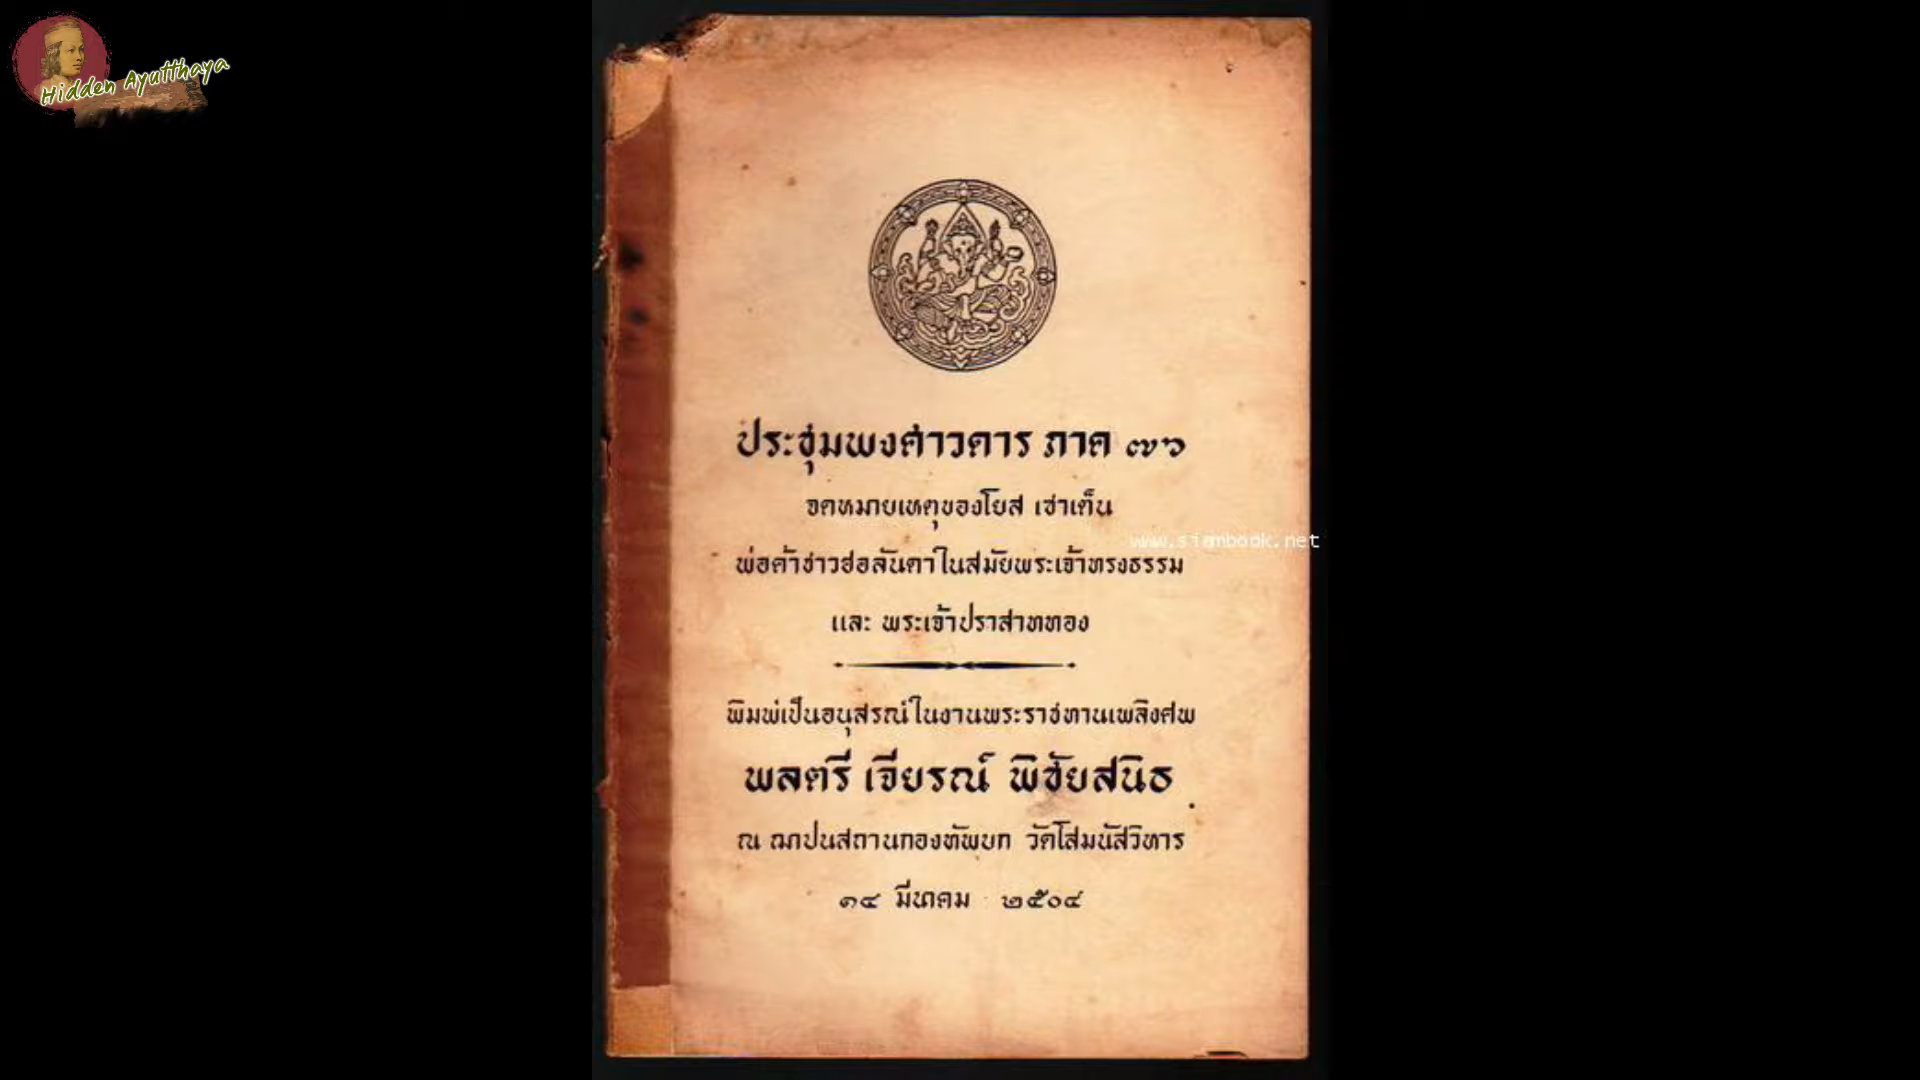 Hidden Ayutthaya
ประชุมพงศาวดาร ภาค ๗๖
จดหมายเหตุของโยส เซาเต็น
www.siambook.net
พ่อค้าชาวฮอลันดาในสมัยพระเจ้าทรงธรรม
และ พระเจ้าปราสาททอง
พิมพ์เป็นอนุสรณ์ในงานพระราชทานเพลิงศพ
พลตรี เจียรณ์ พิชัยสนิธ
ณ ฌาปนสถานกองทัพบก วัดโสมนัสวิหาร
๑๔ มีนาคม ๒๕๐๔